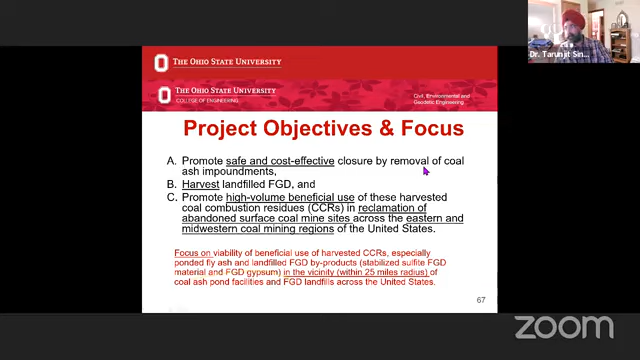 Dr. Tarunjit Sin...
THE OHIO STATE UNIVERSITY
THE OHIO STATE UNIVERSITY
COLLEGE OF ENGINEERING
Civil, Environmental and
Geodetic Engineering
Project Objectives & Focus
A. Promote safe and cost-effective closure by removal of coal
ash impoundments,
B. Harvest landfilled FGD, and
C. Promote high-volume beneficial use of these harvested
coal combustion residues (CCRs) in reclamation of
abandoned surface coal mine sites across the eastern and
midwestern coal mining regions of the United States.
Focus on viability of beneficial use of harvested CCRs, especially
ponded fly ash and landfilled FGD by-products (stabilized sulfite FGD
material and FGD gypsum) in the vicinity (within 25 miles radius) of
coal ash pond facilities and FGD landfills across the United States.
67
zoom